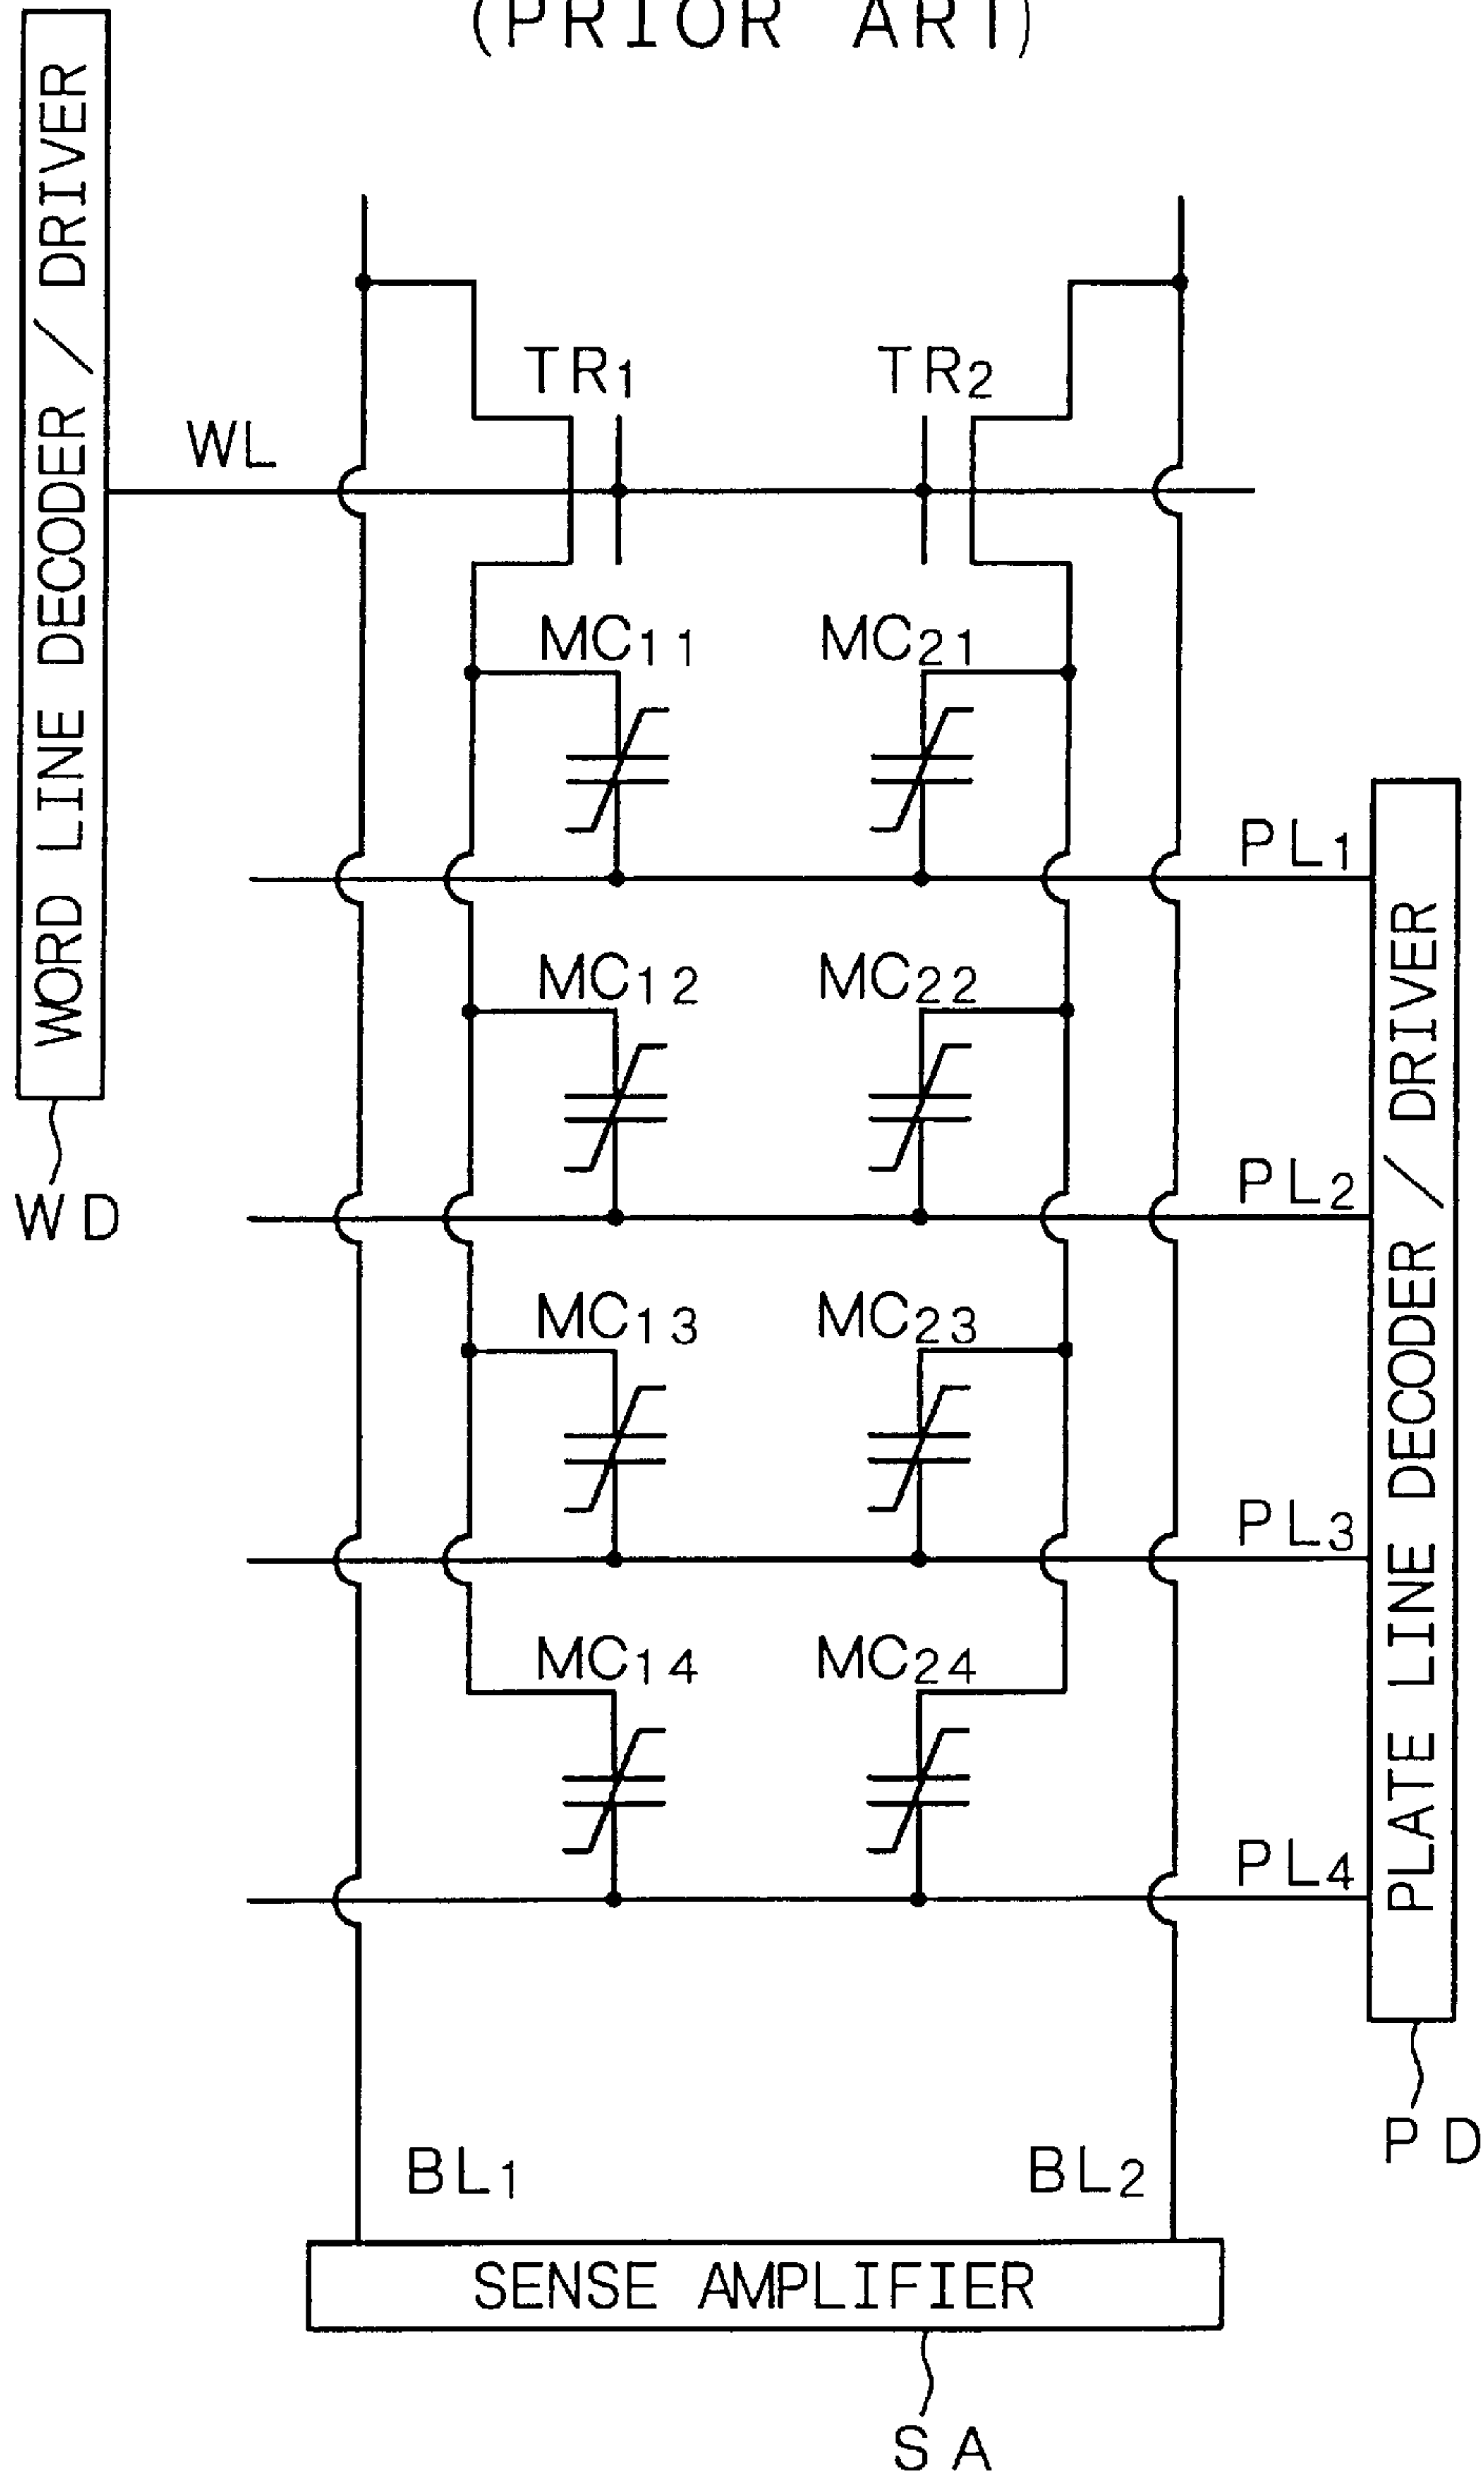 (PRIOR ART)
WORD LINE DECODER / DRIVER
TR1
TR2
WL
MC11
MC21
PL1
MC12
MC22
PL2
WD
MC13
MC23
PL3
MC14
MC24
PL4
PLATE LINE DECODER / DRIVER
PD
BL1
BL2
SENSE AMPLIFIER
SA